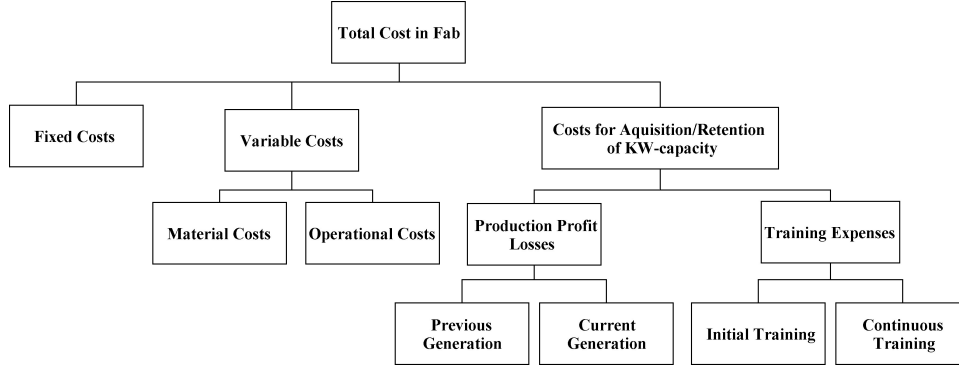 Total Cost in Fab
Fixed Costs
Variable Costs
Costs for Aquisition/Retention
of KW-capacity
Material Costs
Operational Costs
Production Profit
Losses
Training Expenses
Previous
Generation
Current
Generation
Initial Training
Continuous
Training